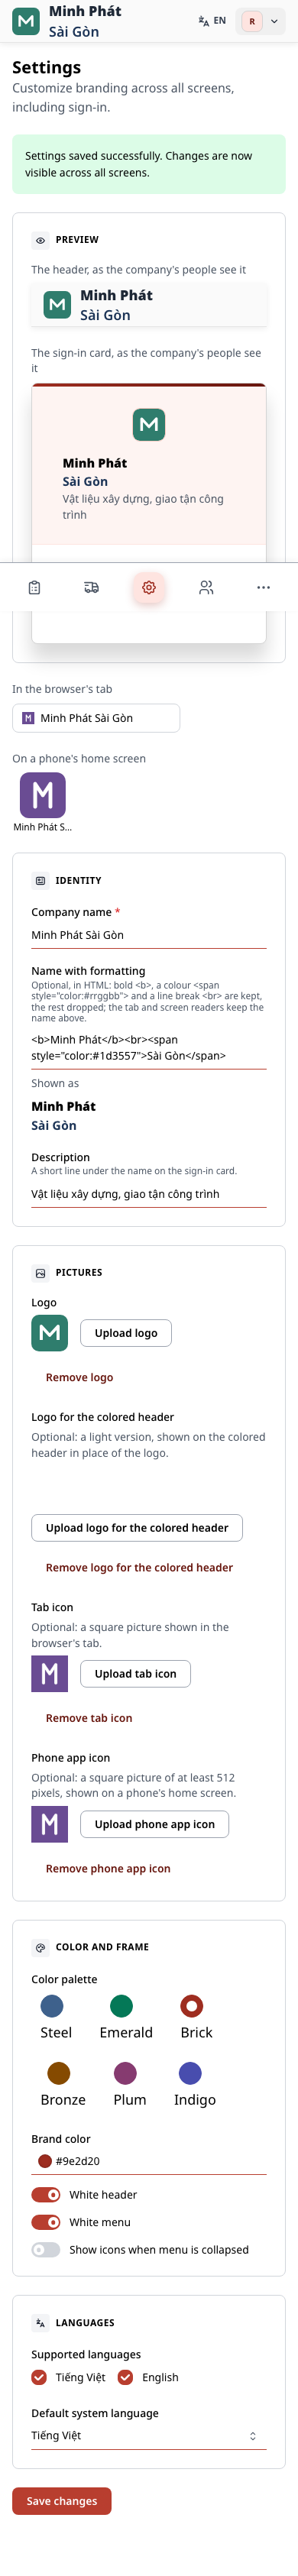 Minh Phát
Sài Gòn
EN
R
Settings
Customize branding across all screens,
including sign-in.
Settings saved successfully. Changes are now
visible across all screens.
PREVIEW
The header, as the company's people see it
M
Minh Phát
Sài Gòn
The sign-in card, as the company's people see
it
M
Minh Phát
Sài Gòn
Vật liệu xây dựng, giao tận công
trình
In the browser's tab
M
Minh Phát Sài Gòn
On a phone's home screen
M
Minh Phát S...
IDENTITY
Company name *
Minh Phát Sài Gòn
Name with formatting
Optional, in HTML: bold <b>, a colour <span
style="color:#rrggbb"> and a line break <br> are kept,
the rest dropped; the tab and screen readers keep the
name above.
<b>Minh Phát</b><br><span
style="color:#1d3557">Sài Gòn</span>
Shown as
Minh Phát
Sài Gòn
Description
A short line under the name on the sign-in card.
Vật liệu xây dựng, giao tận công trình
PICTURES
Logo
M
Upload logo
Remove logo
Logo for the colored header
Optional: a light version, shown on the colored
header in place of the logo.
Upload logo for the colored header
Remove logo for the colored header
Tab icon
Optional: a square picture shown in the
browser's tab.
M
Upload tab icon
Remove tab icon
Phone app icon
Optional: a square picture of at least 512
pixels, shown on a phone's home screen.
M
Upload phone app icon
Remove phone app icon
COLOR AND FRAME
Color palette
Steel
Emerald
Brick
Bronze
Plum
Indigo
Brand color
#9e2d20
White header
White menu
Show icons when menu is collapsed
LANGUAGES
Supported languages
Tiếng Việt
English
Default system language
Tiếng Việt
Save changes